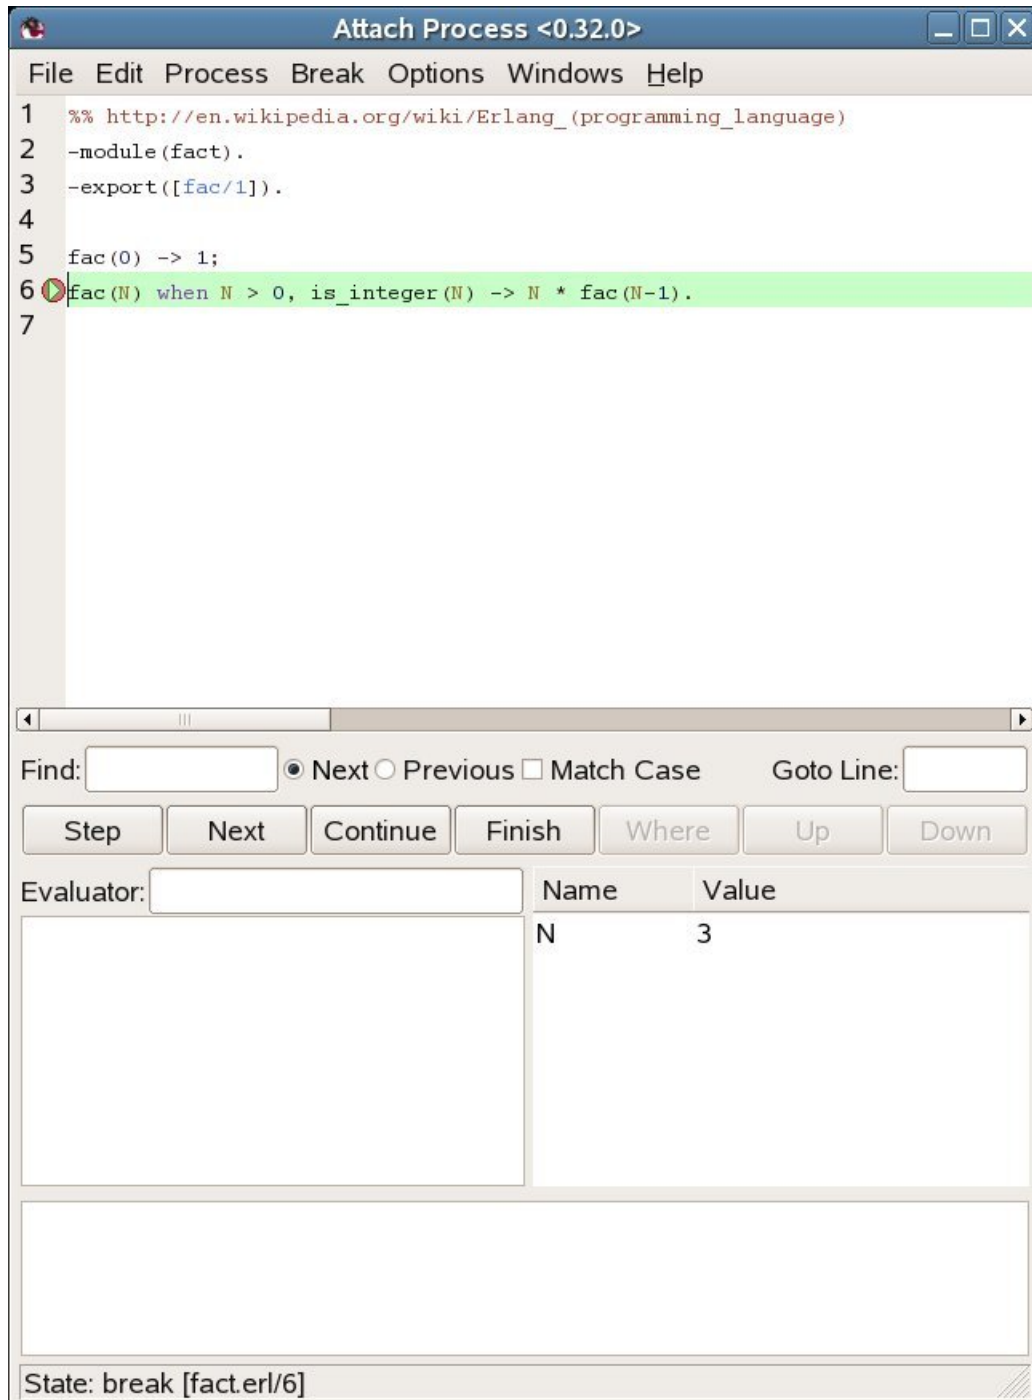 Attach Process <0.32.0>
File Edit Process Break Options Windows Help
1 %% http://en.wikipedia.org/wiki/Erlang_(programming_language)
2 -module(fact).
3 -export([fac/1]).
4
5 fac(0) -> 1;
6 fac(N) when N > 0, is_integer(N) -> N * fac(N-1).
7
Find: Next Previous Match Case Goto Line:
Step Next Continue Finish Where Up Down
Evaluator: Name Value
N 3
State: break [fact.erl/6]